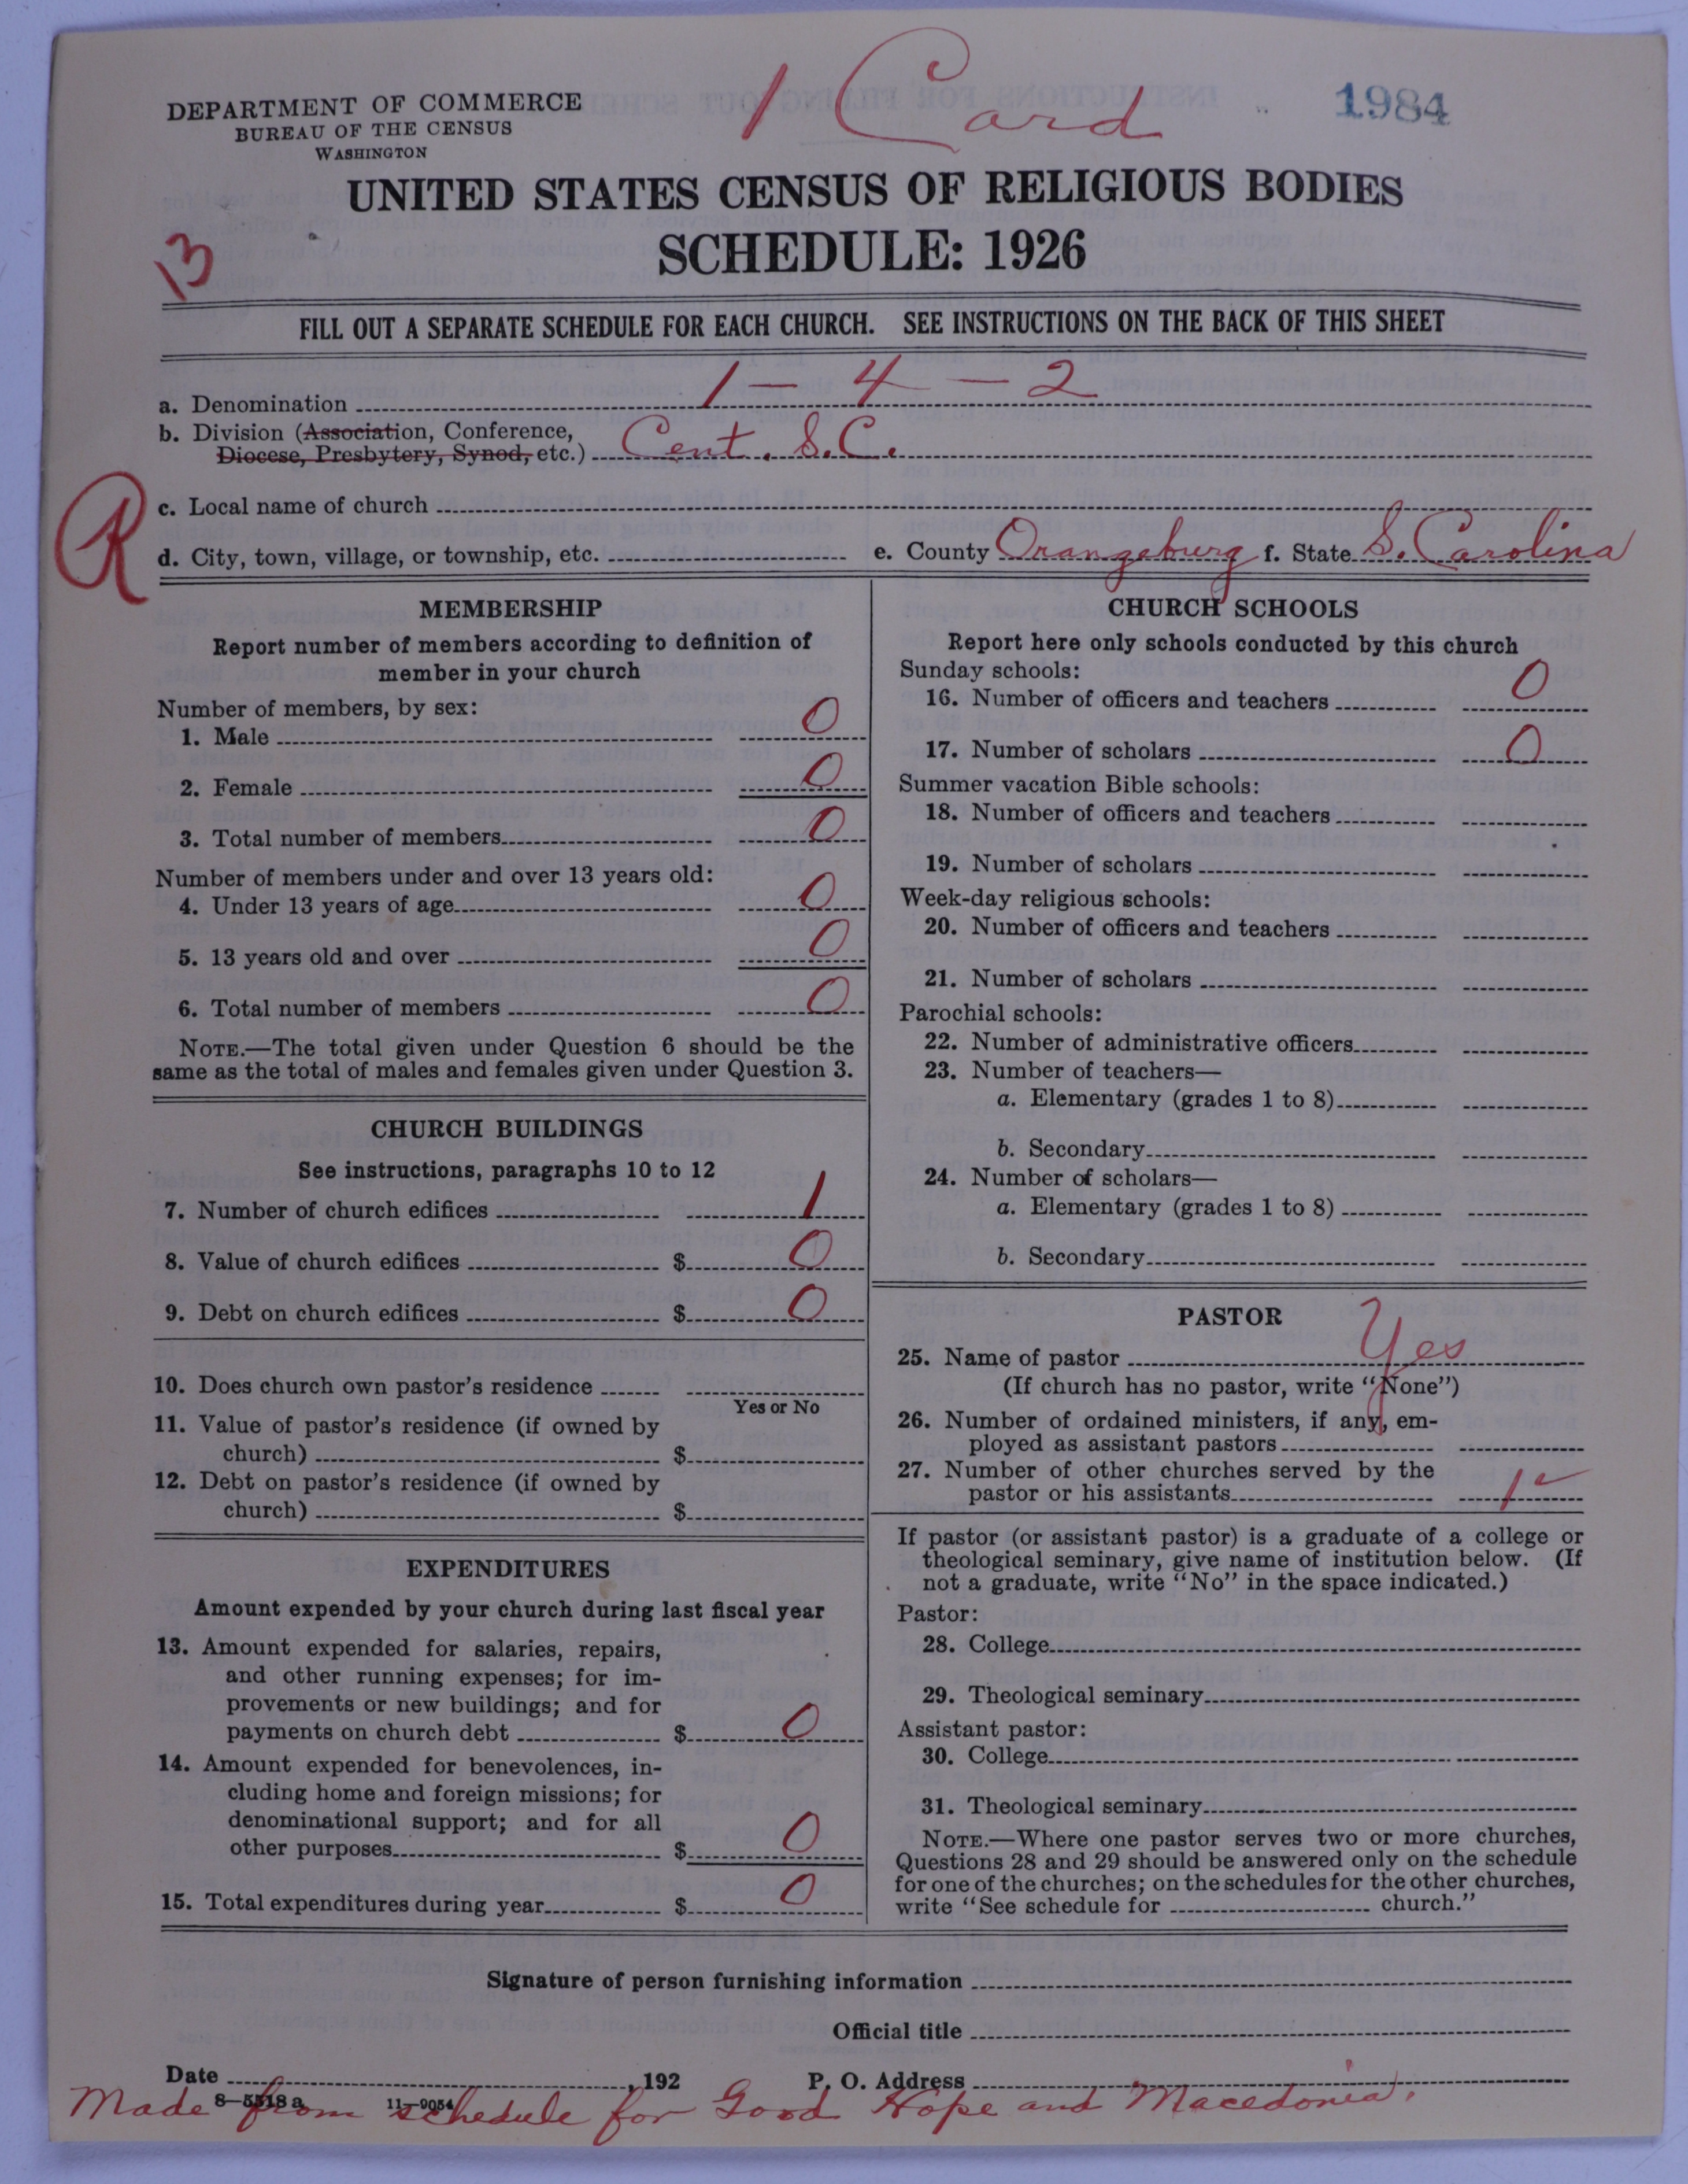 1 Card
1984
DEPARTMENT OF COMMERCE
BUREAU OF THE CENSUS
WASHINGTON
UNITED STATES CENSUS OF RELIGIOUS BODIES
SCHEDULE: 1926
13
FILL OUT A SEPARATE SCHEDULE FOR EACH CHURCH. SEE INSTRUCTIONS ON THE BACK OF THIS SHEET
a. Denomination 1 — 4 — 2
b. Division (Association, Conference,
Diocese, Presbytery, Synod, etc.) Cent. S.C.
R
c. Local name of church
d. City, town, village, or township, etc. e. County Orangeburg f. State S. Carolina
MEMBERSHIP
Report number of members according to definition of
member in your church
Number of members, by sex:
1. Male 0
2. Female 0
3. Total number of members 0
Number of members under and over 13 years old:
4. Under 13 years of age 0
5. 13 years old and over 0
6. Total number of members 0
NOTE.—The total given under Question 6 should be the
same as the total of males and females given under Question 3.
CHURCH BUILDINGS
See instructions, paragraphs 10 to 12
7. Number of church edifices 1
8. Value of church edifices $ 0
9. Debt on church edifices $ 0
10. Does church own pastor's residence
Yes or No
11. Value of pastor's residence (if owned by
church) $
12. Debt on pastor's residence (if owned by
church) $
EXPENDITURES
Amount expended by your church during last fiscal year
13. Amount expended for salaries, repairs,
and other running expenses; for im-
provements or new buildings; and for
payments on church debt $ 0
14. Amount expended for benevolences, in-
cluding home and foreign missions; for
denominational support; and for all
other purposes $ 0
15. Total expenditures during year $ 0
CHURCH SCHOOLS
Report here only schools conducted by this church
Sunday schools:
16. Number of officers and teachers 0
17. Number of scholars 0
Summer vacation Bible schools:
18. Number of officers and teachers
19. Number of scholars
Week-day religious schools:
20. Number of officers and teachers
21. Number of scholars
Parochial schools:
22. Number of administrative officers
23. Number of teachers—
a. Elementary (grades 1 to 8)
b. Secondary
24. Number of scholars—
a. Elementary (grades 1 to 8)
b. Secondary
PASTOR
25. Name of pastor Yes
(If church has no pastor, write "None")
26. Number of ordained ministers, if any, em-
ployed as assistant pastors
27. Number of other churches served by the
pastor or his assistants 1
If pastor (or assistant pastor) is a graduate of a college or
theological seminary, give name of institution below. (If
not a graduate, write "No" in the space indicated.)
Pastor:
28. College
29. Theological seminary
Assistant pastor:
30. College
31. Theological seminary
NOTE.—Where one pastor serves two or more churches,
Questions 28 and 29 should be answered only on the schedule
for one of the churches; on the schedules for the other churches,
write "See schedule for church."
Signature of person furnishing information
Official title
Date , 192 P. O. Address
8—5518 a 11—9054
Made from schedule for Good Hope and Macedonia.